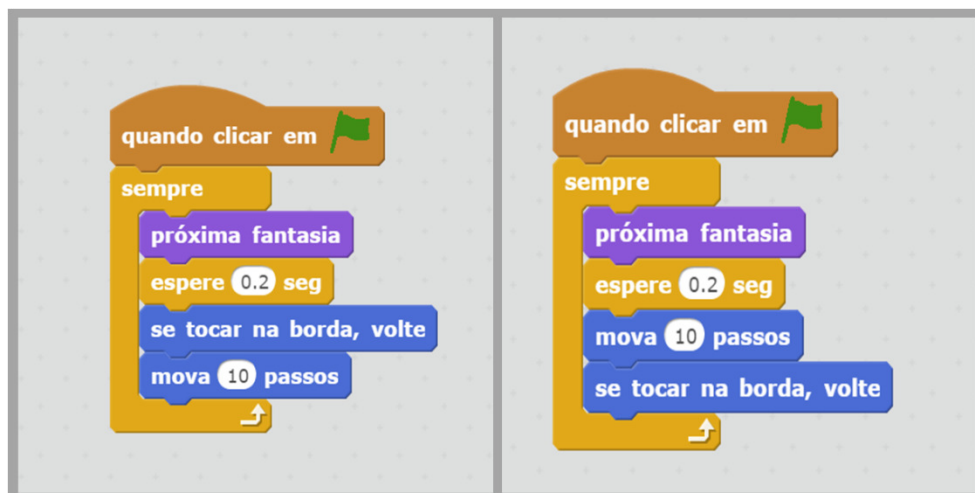 quando clicar em
sempre
próxima fantasia
espere 0.2 seg
se tocar na borda, volte
mova 10 passos
quando clicar em
sempre
próxima fantasia
espere 0.2 seg
mova 10 passos
se tocar na borda, volte